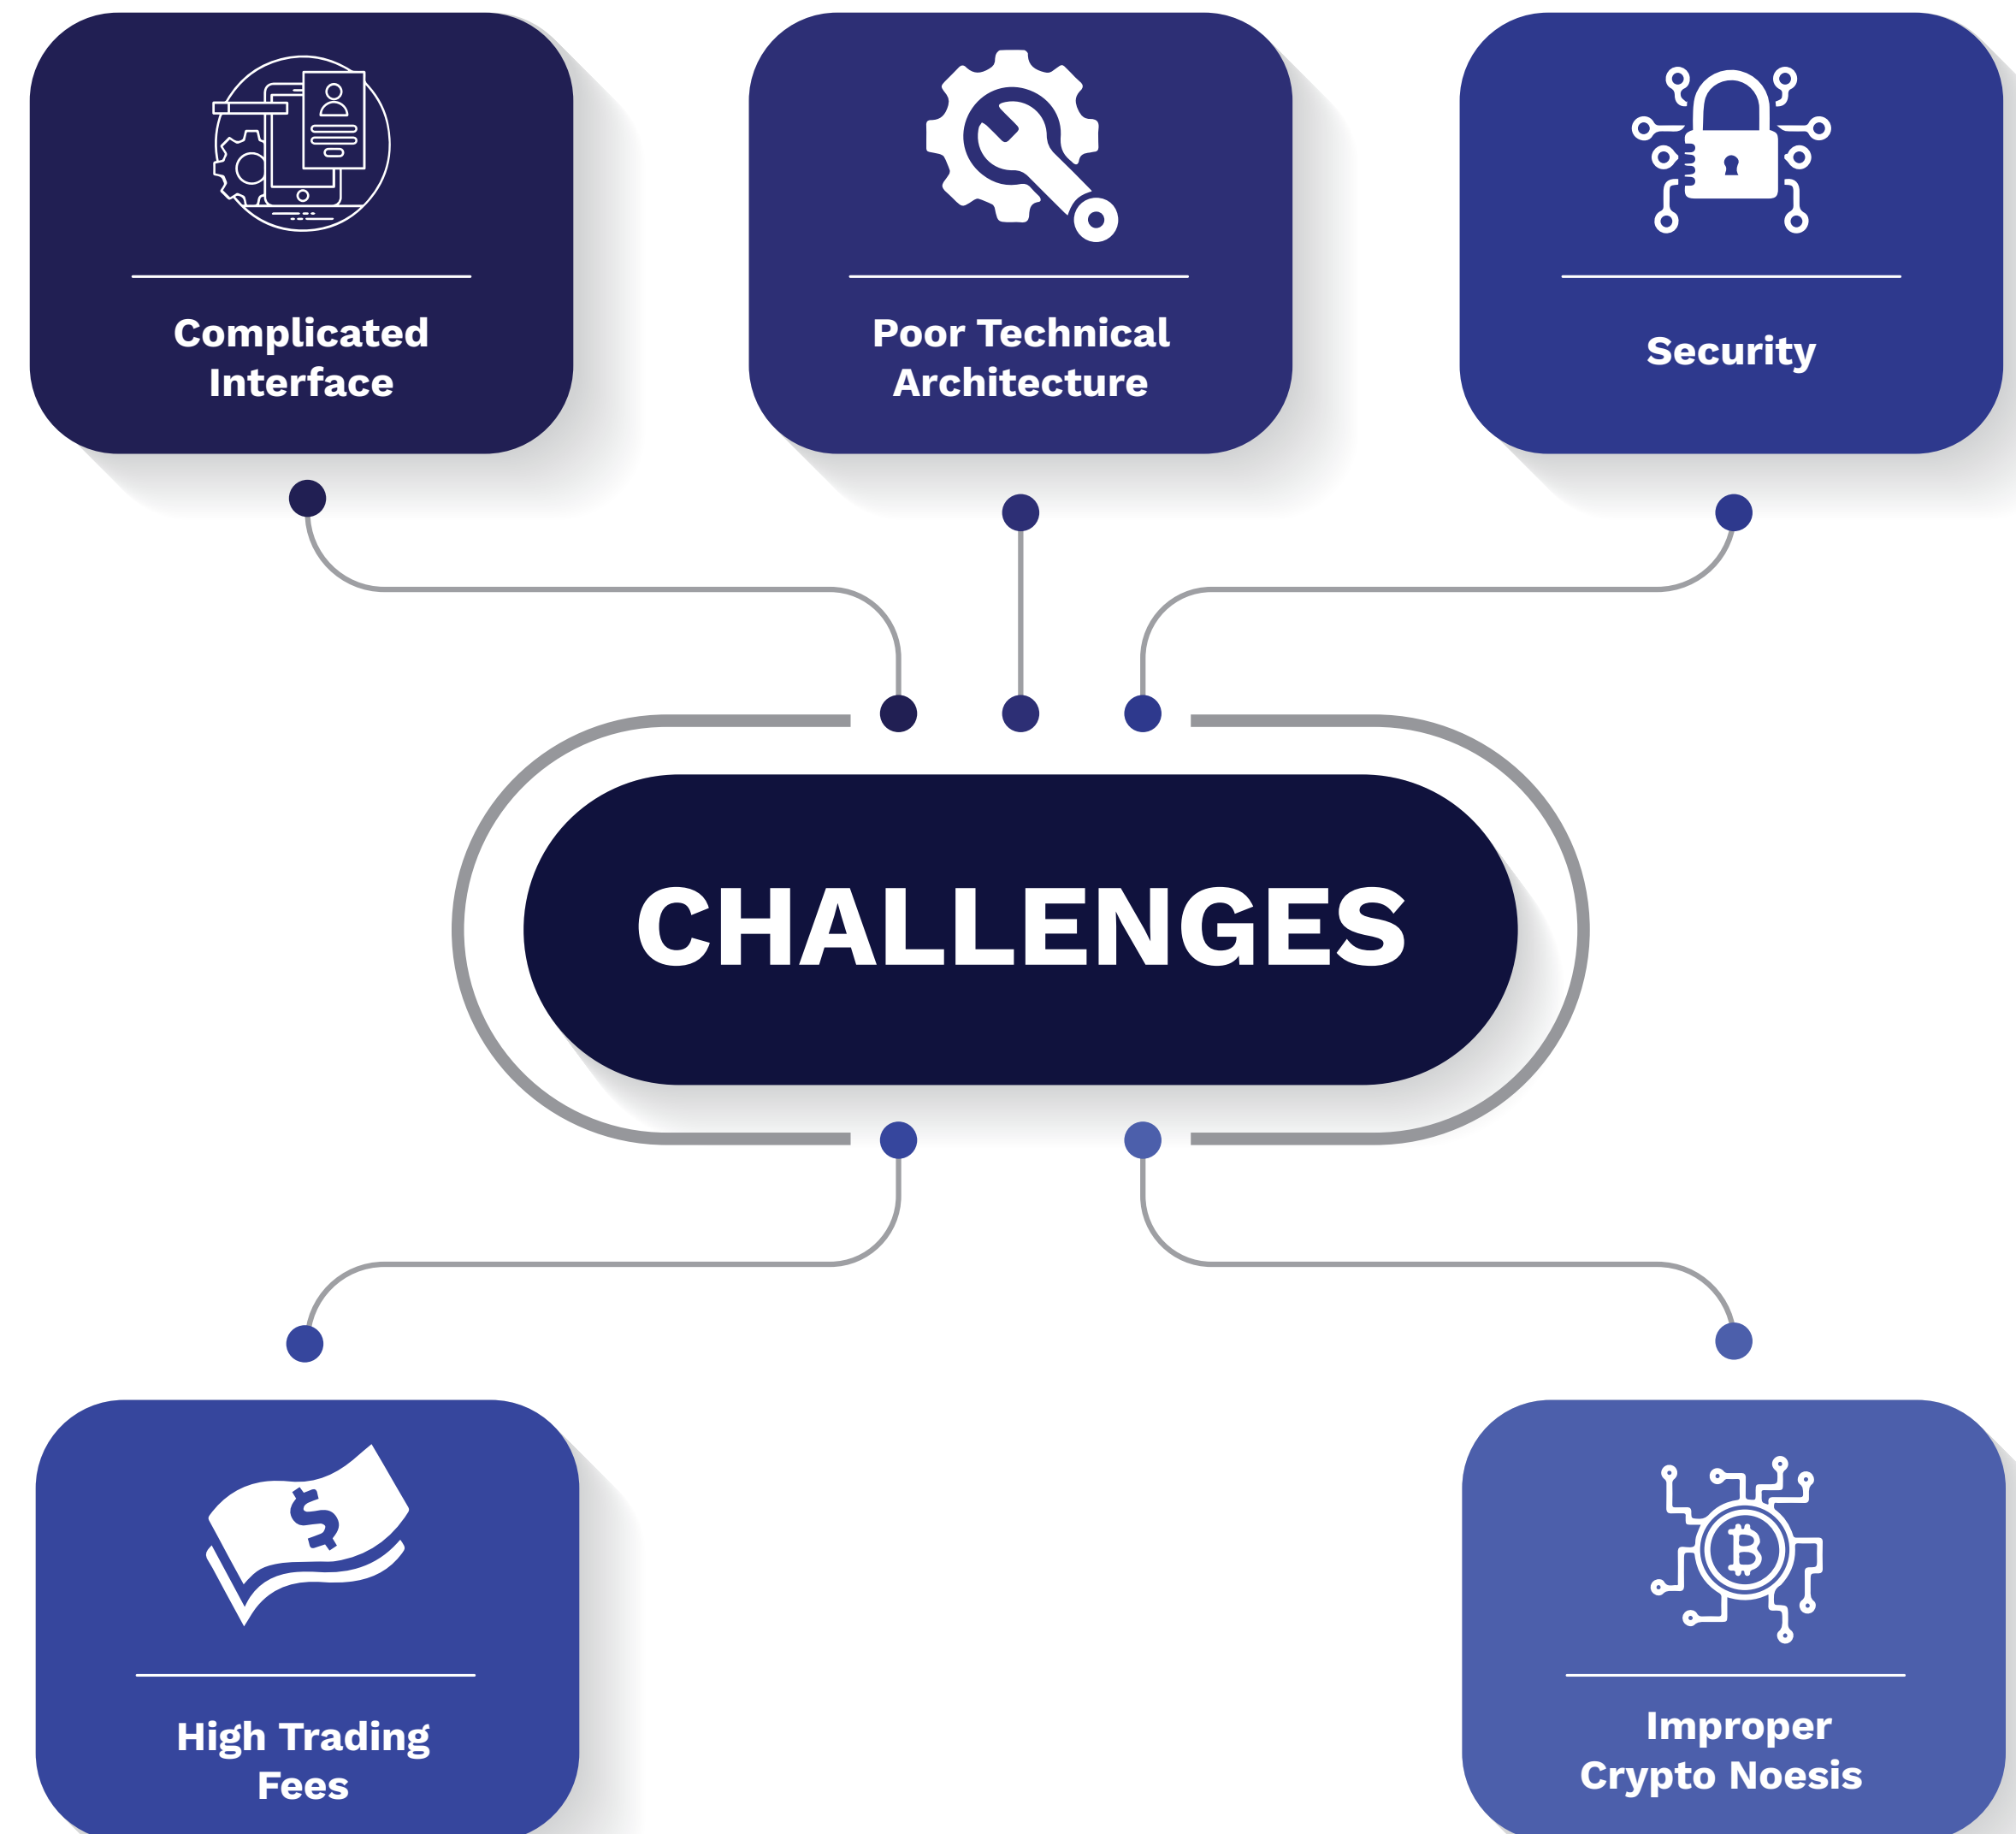 Complicated
Interface
Poor Technical
Architecture
Security
CHALLENGES
High Trading
Fees
Improper
Crypto Noesis